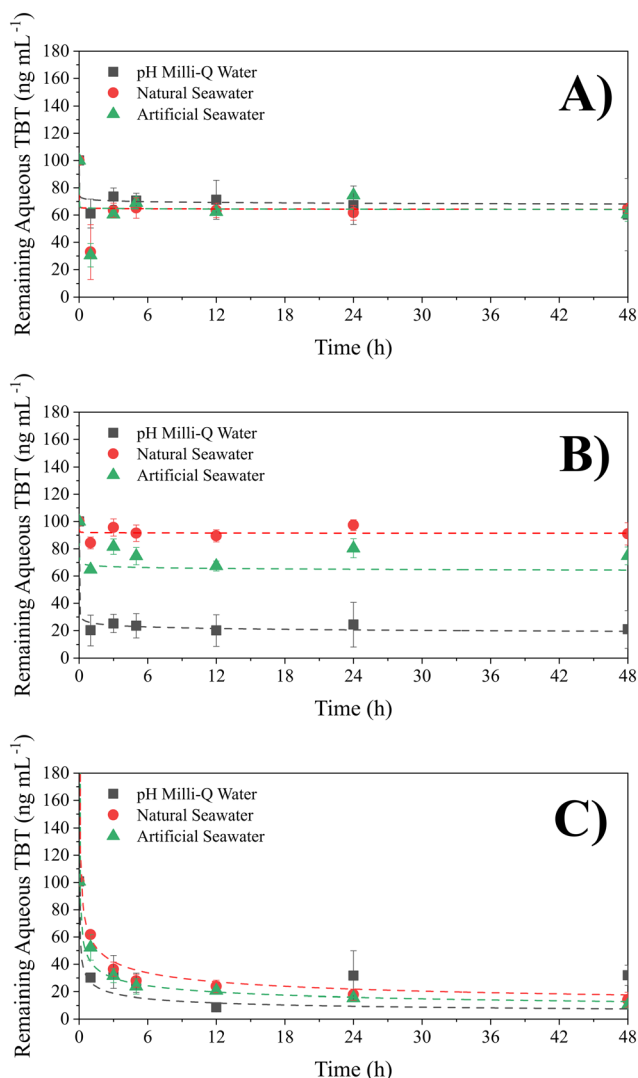 Remaining Aqueous TBT (ng mL⁻¹)
180
160
140
120
100
80
60
40
20
0
pH Milli-Q Water
Natural Seawater
Artificial Seawater
A)
0 6 12 18 24 30 36 42 48
Time (h)
Remaining Aqueous TBT (ng mL⁻¹)
180
160
140
120
100
80
60
40
20
0
pH Milli-Q Water
Natural Seawater
Artificial Seawater
B)
0 6 12 18 24 30 36 42 48
Time (h)
Remaining Aqueous TBT (ng mL⁻¹)
180
160
140
120
100
80
60
40
20
0
pH Milli-Q Water
Natural Seawater
Artificial Seawater
C)
0 6 12 18 24 30 36 42 48
Time (h)